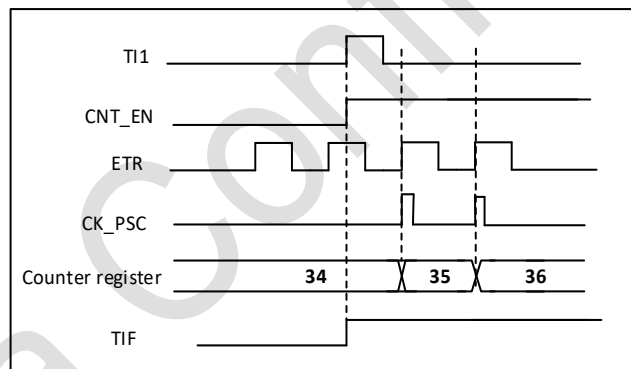 TI1
CNT_EN
ETR
CK_PSC
Counter register 34 35 36
TIF